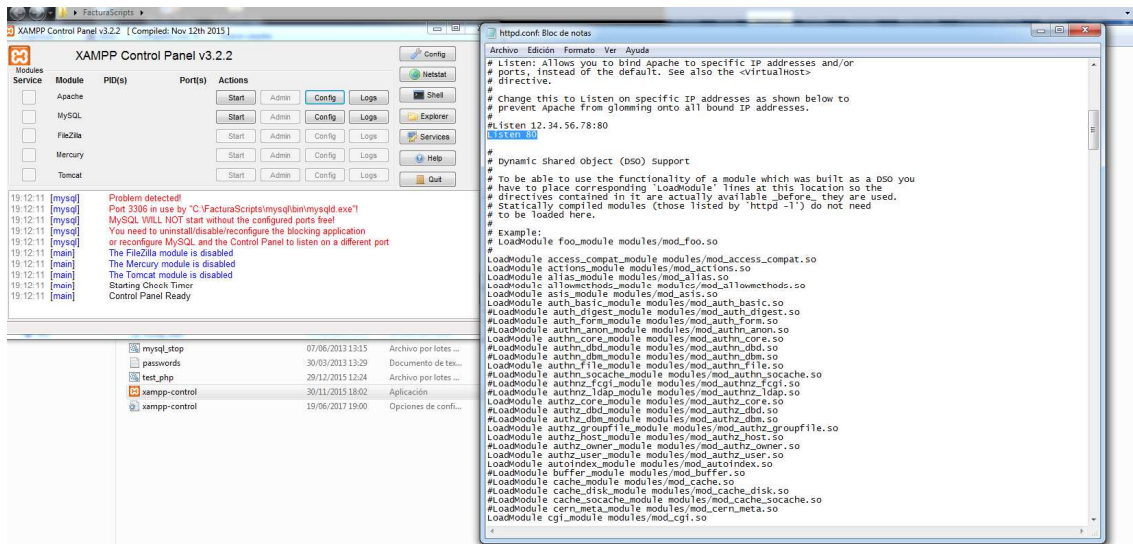 FacturaScripts
XAMPP Control Panel v3.2.2 [ Compiled: Nov 12th 2015 ]
XAMPP Control Panel v3.2.2
Config
Modules
Service Module PID(s) Port(s) Actions
Netstat
Apache Start Admin Config Logs
Shell
MySQL Start Admin Config Logs
Explorer
FileZilla Start Admin Config Logs
Services
Mercury Start Admin Config Logs
Help
Tomcat Start Admin Config Logs
Quit
19:12:11 [mysql] Problem detected!
19:12:11 [mysql] Port 3306 in use by "C:\FacturaScripts\mysql\bin\mysqld.exe"!
19:12:11 [mysql] MySQL WILL NOT start without the configured ports free!
19:12:11 [mysql] You need to uninstall/disable/reconfigure the blocking application
19:12:11 [mysql] or reconfigure MySQL and the Control Panel to listen on a different port
19:12:11 [main] The FileZilla module is disabled
19:12:11 [main] The Mercury module is disabled
19:12:11 [main] The Tomcat module is disabled
19:12:11 [main] Starting Check Timer
19:12:11 [main] Control Panel Ready
mysql_stop 07/06/2013 13:15 Archivo por lotes ...
passwords 30/03/2013 13:29 Documento de tex...
test_php 29/12/2015 12:24 Archivo por lotes ...
xampp-control 30/11/2015 18:02 Aplicación
xampp-control 19/06/2017 19:00 Opciones de confi...
httpd.conf: Bloc de notas
Archivo Edición Formato Ver Ayuda
# Listen: Allows you to bind Apache to specific IP addresses and/or
# ports, instead of the default. See also the <VirtualHost>
# directive.
#
# Change this to Listen on specific IP addresses as shown below to
# prevent Apache from glomming onto all bound IP addresses.
#
#Listen 12.34.56.78:80
Listen 80
#
# Dynamic Shared Object (DSO) Support
#
# To be able to use the functionality of a module which was built as a DSO you
# have to place corresponding `LoadModule' lines at this location so the
# directives contained in it are actually available _before_ they are used.
# Statically compiled modules (those listed by `httpd -l') do not need
# to be loaded here.
#
# Example:
# LoadModule foo_module modules/mod_foo.so
#
LoadModule access_compat_module modules/mod_access_compat.so
LoadModule actions_module modules/mod_actions.so
LoadModule alias_module modules/mod_alias.so
LoadModule allowmethods_module modules/mod_allowmethods.so
LoadModule asis_module modules/mod_asis.so
LoadModule auth_basic_module modules/mod_auth_basic.so
#LoadModule auth_digest_module modules/mod_auth_digest.so
#LoadModule auth_form_module modules/mod_auth_form.so
#LoadModule authn_anon_module modules/mod_authn_anon.so
LoadModule authn_core_module modules/mod_authn_core.so
#LoadModule authn_dbd_module modules/mod_authn_dbd.so
#LoadModule authn_dbm_module modules/mod_authn_dbm.so
LoadModule authn_file_module modules/mod_authn_file.so
#LoadModule authn_socache_module modules/mod_authn_socache.so
#LoadModule authnz_fcgi_module modules/mod_authnz_fcgi.so
#LoadModule authnz_ldap_module modules/mod_authnz_ldap.so
LoadModule authz_core_module modules/mod_authz_core.so
#LoadModule authz_dbd_module modules/mod_authz_dbd.so
#LoadModule authz_dbm_module modules/mod_authz_dbm.so
LoadModule authz_groupfile_module modules/mod_authz_groupfile.so
LoadModule authz_host_module modules/mod_authz_host.so
#LoadModule authz_owner_module modules/mod_authz_owner.so
LoadModule authz_user_module modules/mod_authz_user.so
LoadModule autoindex_module modules/mod_autoindex.so
#LoadModule buffer_module modules/mod_buffer.so
#LoadModule cache_module modules/mod_cache.so
#LoadModule cache_disk_module modules/mod_cache_disk.so
#LoadModule cache_socache_module modules/mod_cache_socache.so
#LoadModule cern_meta_module modules/mod_cern_meta.so
LoadModule cgi_module modules/mod_cgi.so